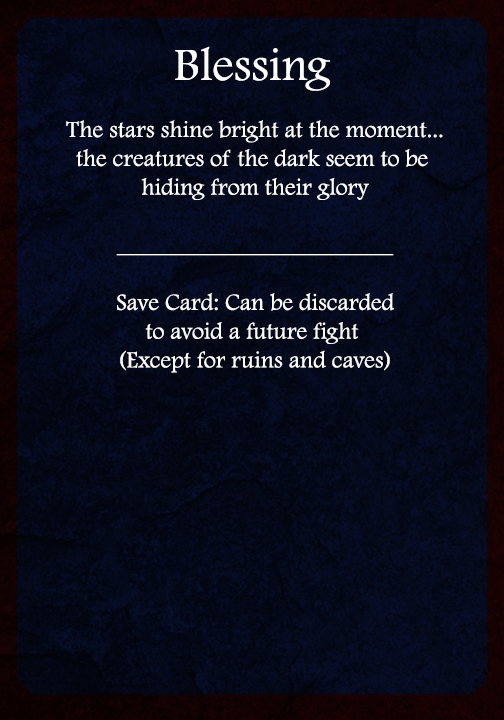 Blessing
The stars shine bright at the moment...
the creatures of the dark seem to be
hiding from their glory
Save Card: Can be discarded
to avoid a future fight
(Except for ruins and caves)